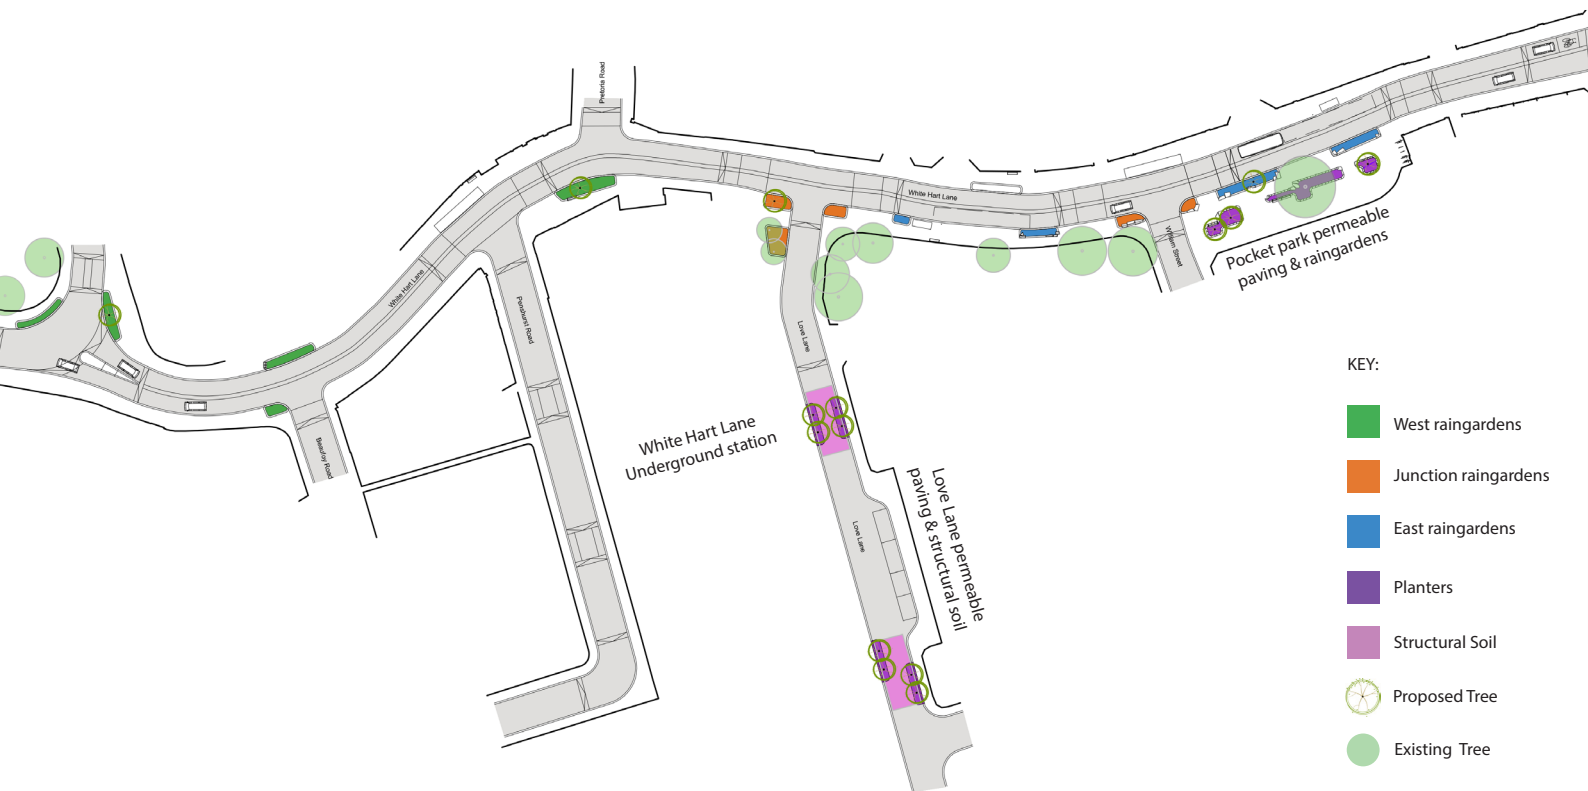 Pretoria Road
White Hart Lane
William Street
Pocket park permeable
paving & raingardens
White Hart Lane
Penshurst Road
Love Lane
Beaufoy Road
White Hart Lane
Underground station
Love Lane
Love Lane permeable
paving & structural soil
KEY:
West raingardens
Junction raingardens
East raingardens
Planters
Structural Soil
Proposed Tree
Existing Tree